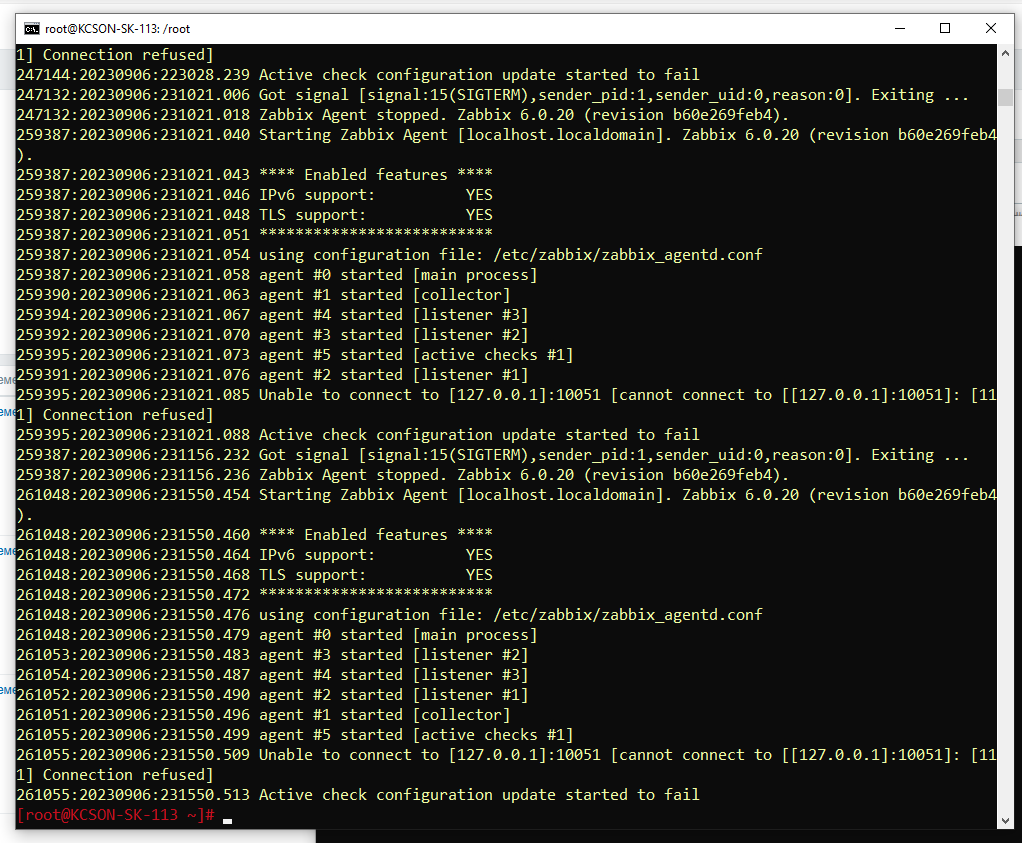 root@KCSON-SK-113: /root
1] Connection refused]
247144:20230906:223028.239 Active check configuration update started to fail
247132:20230906:231021.006 Got signal [signal:15(SIGTERM),sender_pid:1,sender_uid:0,reason:0]. Exiting ...
247132:20230906:231021.018 Zabbix Agent stopped. Zabbix 6.0.20 (revision b60e269feb4).
259387:20230906:231021.040 Starting Zabbix Agent [localhost.localdomain]. Zabbix 6.0.20 (revision b60e269feb4
).
259387:20230906:231021.043 **** Enabled features ****
259387:20230906:231021.046 IPv6 support:          YES
259387:20230906:231021.048 TLS support:           YES
259387:20230906:231021.051 **************************
259387:20230906:231021.054 using configuration file: /etc/zabbix/zabbix_agentd.conf
259387:20230906:231021.058 agent #0 started [main process]
259390:20230906:231021.063 agent #1 started [collector]
259394:20230906:231021.067 agent #4 started [listener #3]
259392:20230906:231021.070 agent #3 started [listener #2]
259395:20230906:231021.073 agent #5 started [active checks #1]
259391:20230906:231021.076 agent #2 started [listener #1]
259395:20230906:231021.085 Unable to connect to [127.0.0.1]:10051 [cannot connect to [[127.0.0.1]:10051]: [11
1] Connection refused]
259395:20230906:231021.088 Active check configuration update started to fail
259387:20230906:231156.232 Got signal [signal:15(SIGTERM),sender_pid:1,sender_uid:0,reason:0]. Exiting ...
259387:20230906:231156.236 Zabbix Agent stopped. Zabbix 6.0.20 (revision b60e269feb4).
261048:20230906:231550.454 Starting Zabbix Agent [localhost.localdomain]. Zabbix 6.0.20 (revision b60e269feb4
).
261048:20230906:231550.460 **** Enabled features ****
261048:20230906:231550.464 IPv6 support:          YES
261048:20230906:231550.468 TLS support:           YES
261048:20230906:231550.472 **************************
261048:20230906:231550.476 using configuration file: /etc/zabbix/zabbix_agentd.conf
261048:20230906:231550.479 agent #0 started [main process]
261053:20230906:231550.483 agent #3 started [listener #2]
261054:20230906:231550.487 agent #4 started [listener #3]
261052:20230906:231550.490 agent #2 started [listener #1]
261051:20230906:231550.496 agent #1 started [collector]
261055:20230906:231550.499 agent #5 started [active checks #1]
261055:20230906:231550.509 Unable to connect to [127.0.0.1]:10051 [cannot connect to [[127.0.0.1]:10051]: [11
1] Connection refused]
261055:20230906:231550.513 Active check configuration update started to fail
[root@KCSON-SK-113 ~]#